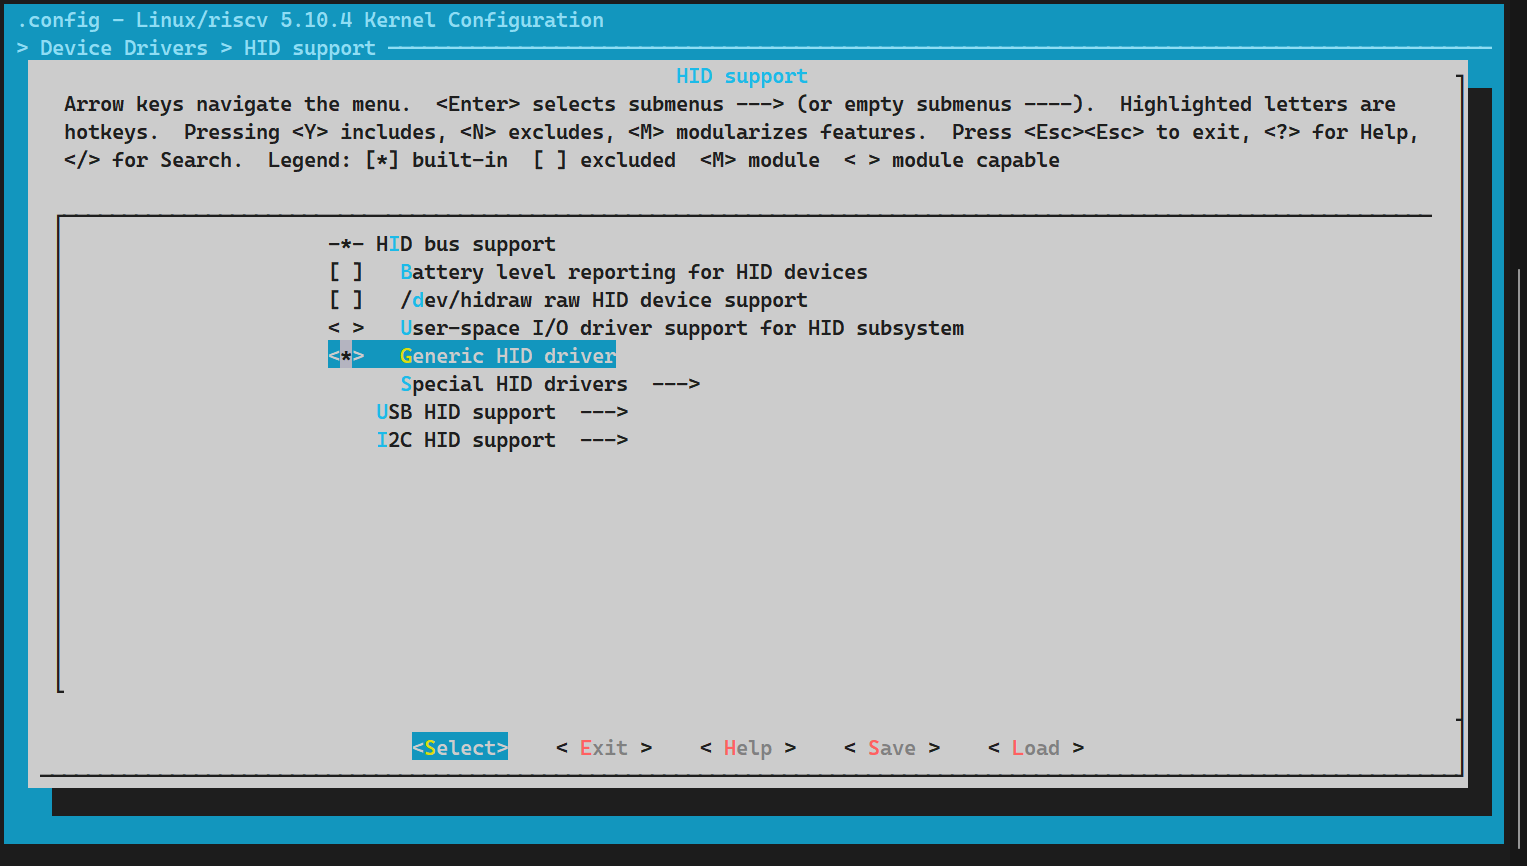 .config - Linux/riscv 5.10.4 Kernel Configuration
> Device Drivers > HID support
HID support
Arrow keys navigate the menu.  <Enter> selects submenus ---> (or empty submenus ----).  Highlighted letters are
hotkeys.  Pressing <Y> includes, <N> excludes, <M> modularizes features.  Press <Esc><Esc> to exit, <?> for Help,
</> for Search.  Legend: [*] built-in  [ ] excluded  <M> module  < > module capable
-*- HID bus support
[ ]   Battery level reporting for HID devices
[ ]   /dev/hidraw raw HID device support
< >   User-space I/O driver support for HID subsystem
<*>   Generic HID driver
Special HID drivers  --->
USB HID support  --->
I2C HID support  --->
<Select>    < Exit >    < Help >    < Save >    < Load >